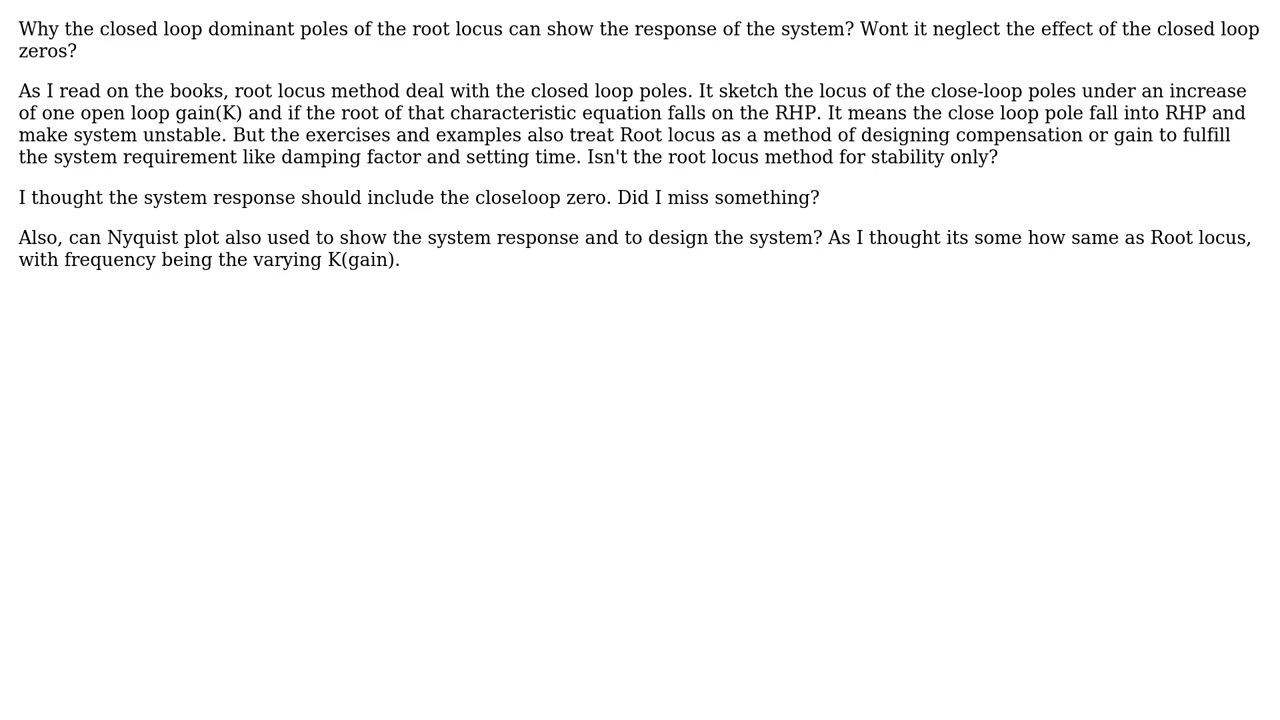 Why the closed loop dominant poles of the root locus can show the response of the system? Wont it neglect the effect of the closed loop
zeros?
As I read on the books, root locus method deal with the closed loop poles. It sketch the locus of the close-loop poles under an increase
of one open loop gain(K) and if the root of that characteristic equation falls on the RHP. It means the close loop pole fall into RHP and
make system unstable. But the exercises and examples also treat Root locus as a method of designing compensation or gain to fulfill
the system requirement like damping factor and setting time. Isn't the root locus method for stability only?
I thought the system response should include the closeloop zero. Did I miss something?
Also, can Nyquist plot also used to show the system response and to design the system? As I thought its some how same as Root locus,
with frequency being the varying K(gain).